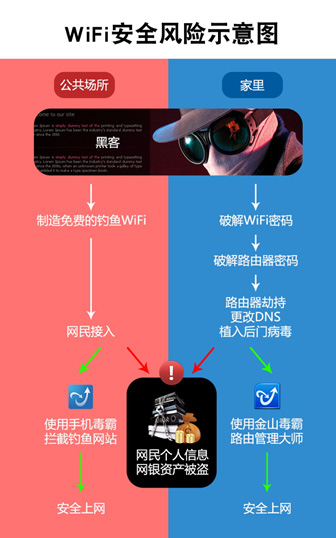 WiFi安全风险示意图
公共场所
家里
黑客
制造免费的钓鱼WiFi
破解WiFi密码
破解路由器密码
路由器劫持
更改DNS
植入后门病毒
网民接入
!
使用手机毒霸
拦截钓鱼网站
网民个人信息
网银资产被盗
使用金山毒霸
路由管理大师
安全上网
安全上网